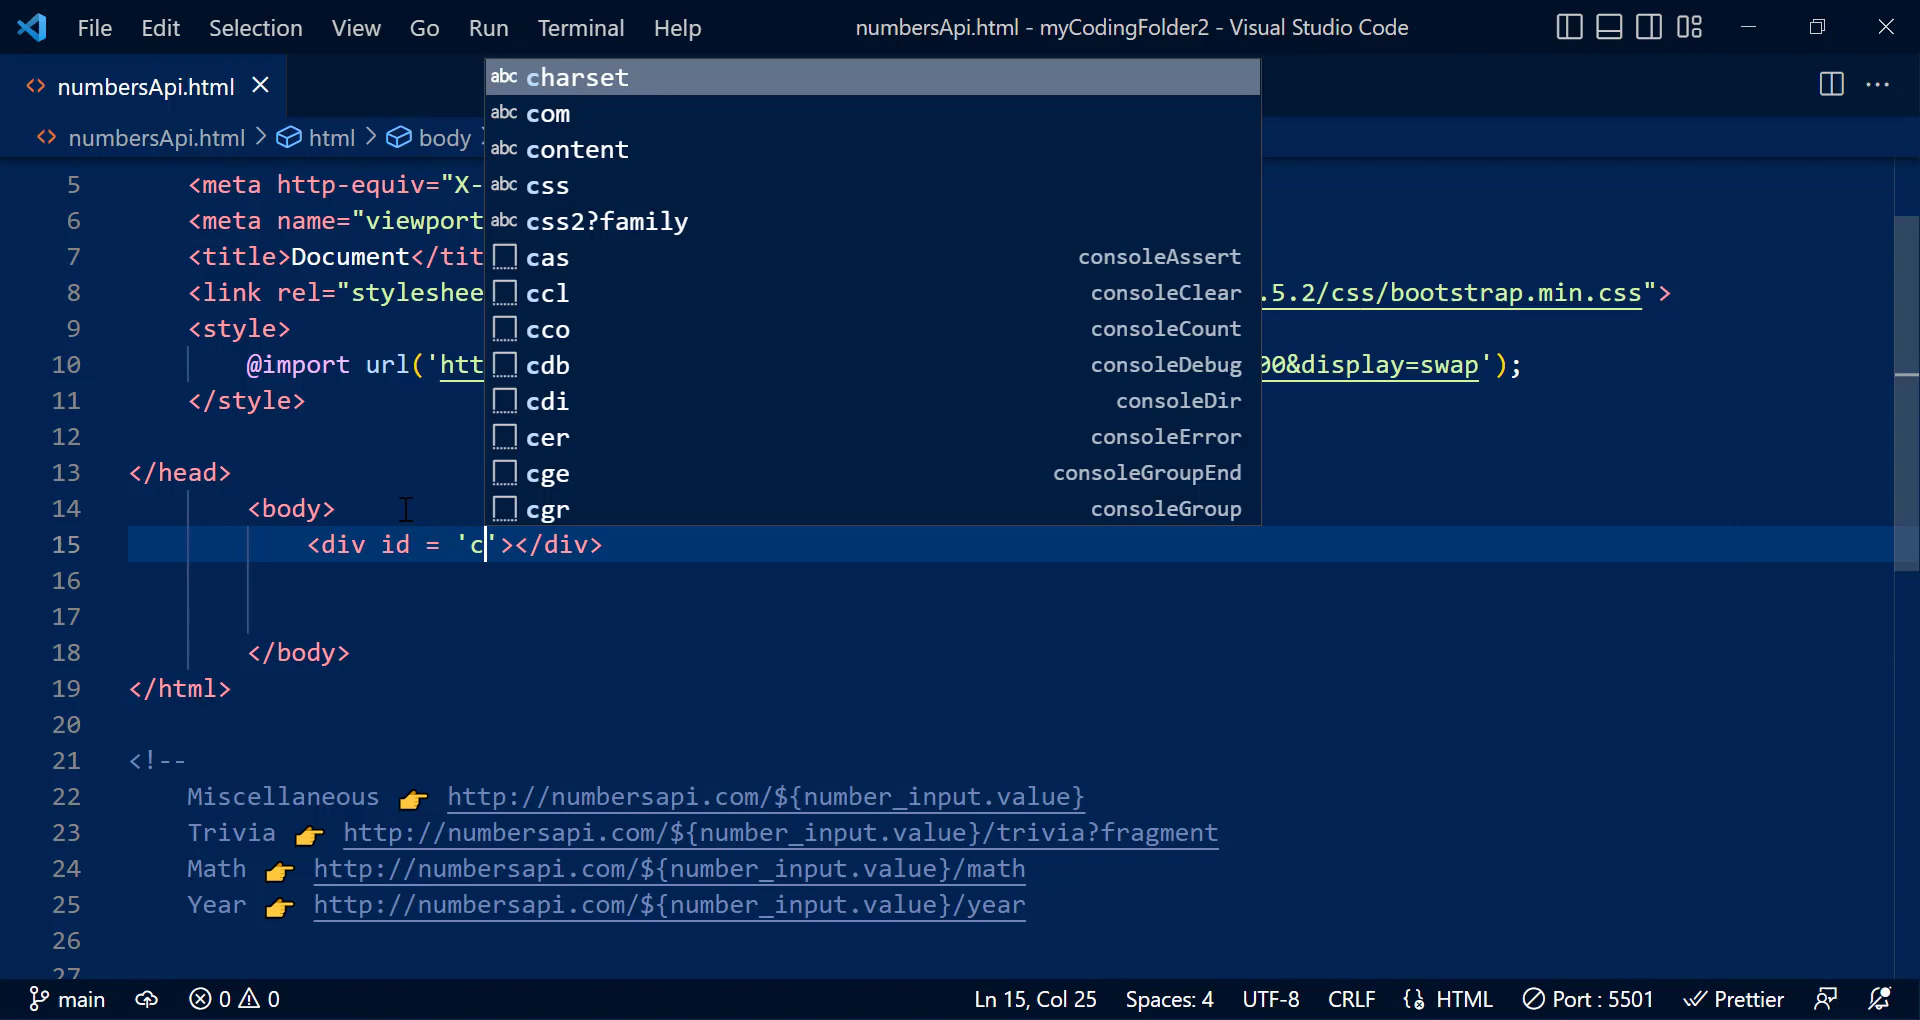 File Edit Selection View Go Run Terminal Help numbersApi.html - myCodingFolder2 - Visual Studio Code
numbersApi.html
numbersApi.html > html > body
abc charset
abc com
abc content
abc css
abc css2?family
cas consoleAssert
ccl consoleClear
cco consoleCount
cdb consoleDebug
cdi consoleDir
cer consoleError
cge consoleGroupEnd
cgr consoleGroup
5 <meta http-equiv="X-
6 <meta name="viewport
7 <title>Document</tit
8 <link rel="styleshee .5.2/css/bootstrap.min.css">
9 <style>
10 @import url('htt 00&display=swap');
11 </style>
12
13 </head>
14 <body>
15 <div id = 'c'></div>
16
17
18 </body>
19 </html>
20
21 <!--
22 Miscellaneous 👉 http://numbersapi.com/${number_input.value}
23 Trivia 👉 http://numbersapi.com/${number_input.value}/trivia?fragment
24 Math 👉 http://numbersapi.com/${number_input.value}/math
25 Year 👉 http://numbersapi.com/${number_input.value}/year
26
27
main 0 0 Ln 15, Col 25 Spaces: 4 UTF-8 CRLF HTML Port : 5501 Prettier